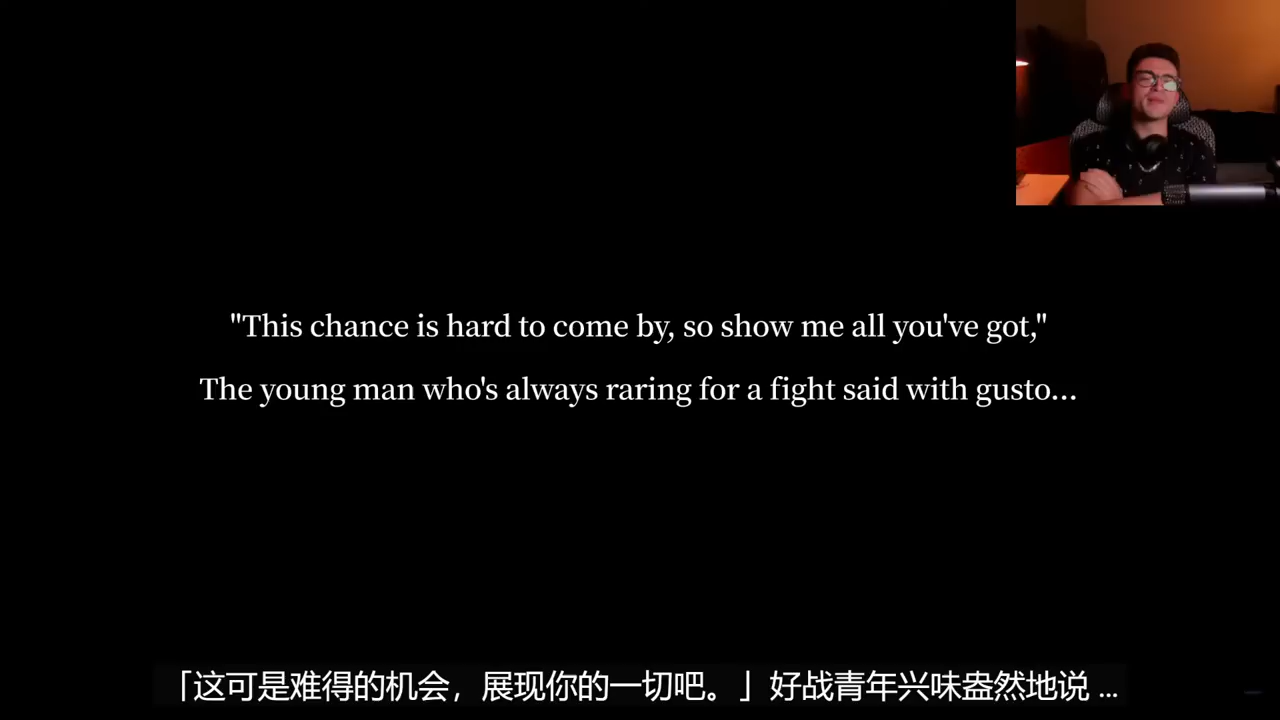 "This chance is hard to come by, so show me all you've got,"
The young man who's always raring for a fight said with gusto...
「这可是难得的机会，展现你的一切吧。」好战青年兴味盎然地说 ...